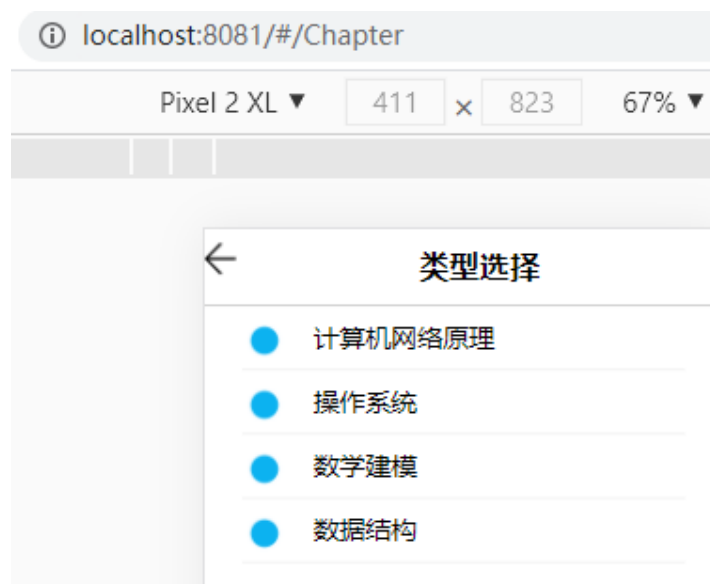 localhost:8081/#/Chapter
Pixel 2 XL ▼ 411 × 823 67% ▼
类型选择
计算机网络原理
操作系统
数学建模
数据结构